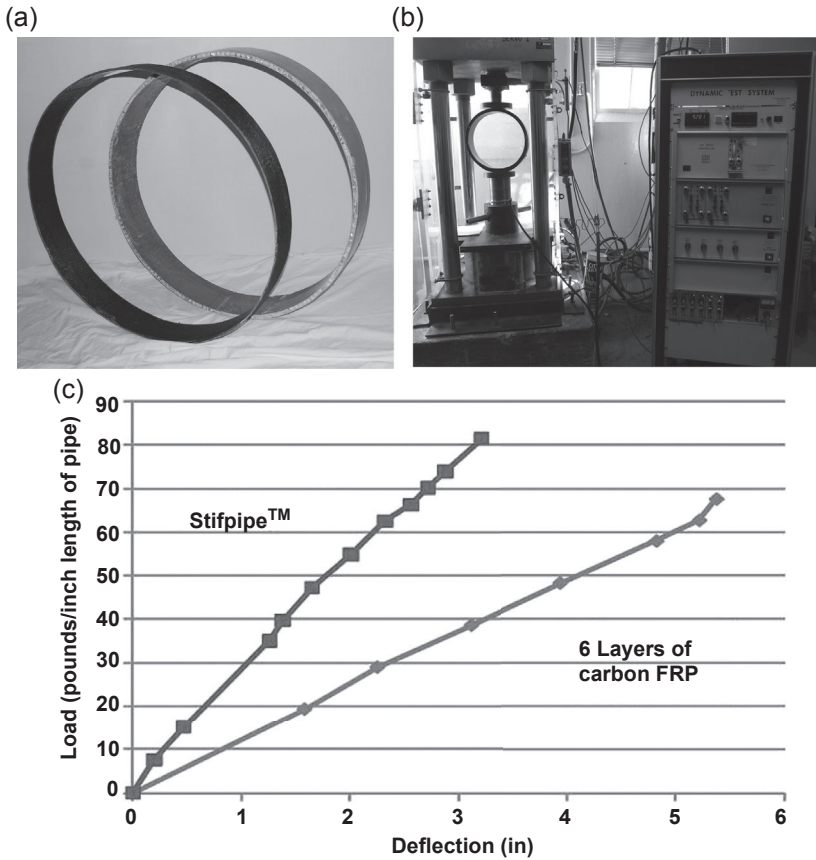 (a)
(b)
DYNAMIC TEST SYSTEM
(c)
Load (pounds/inch length of pipe)
90
80
70
60
50
40
30
20
10
0
Stifpipe™
6 Layers of
carbon FRP
0 1 2 3 4 5 6
Deflection (in)